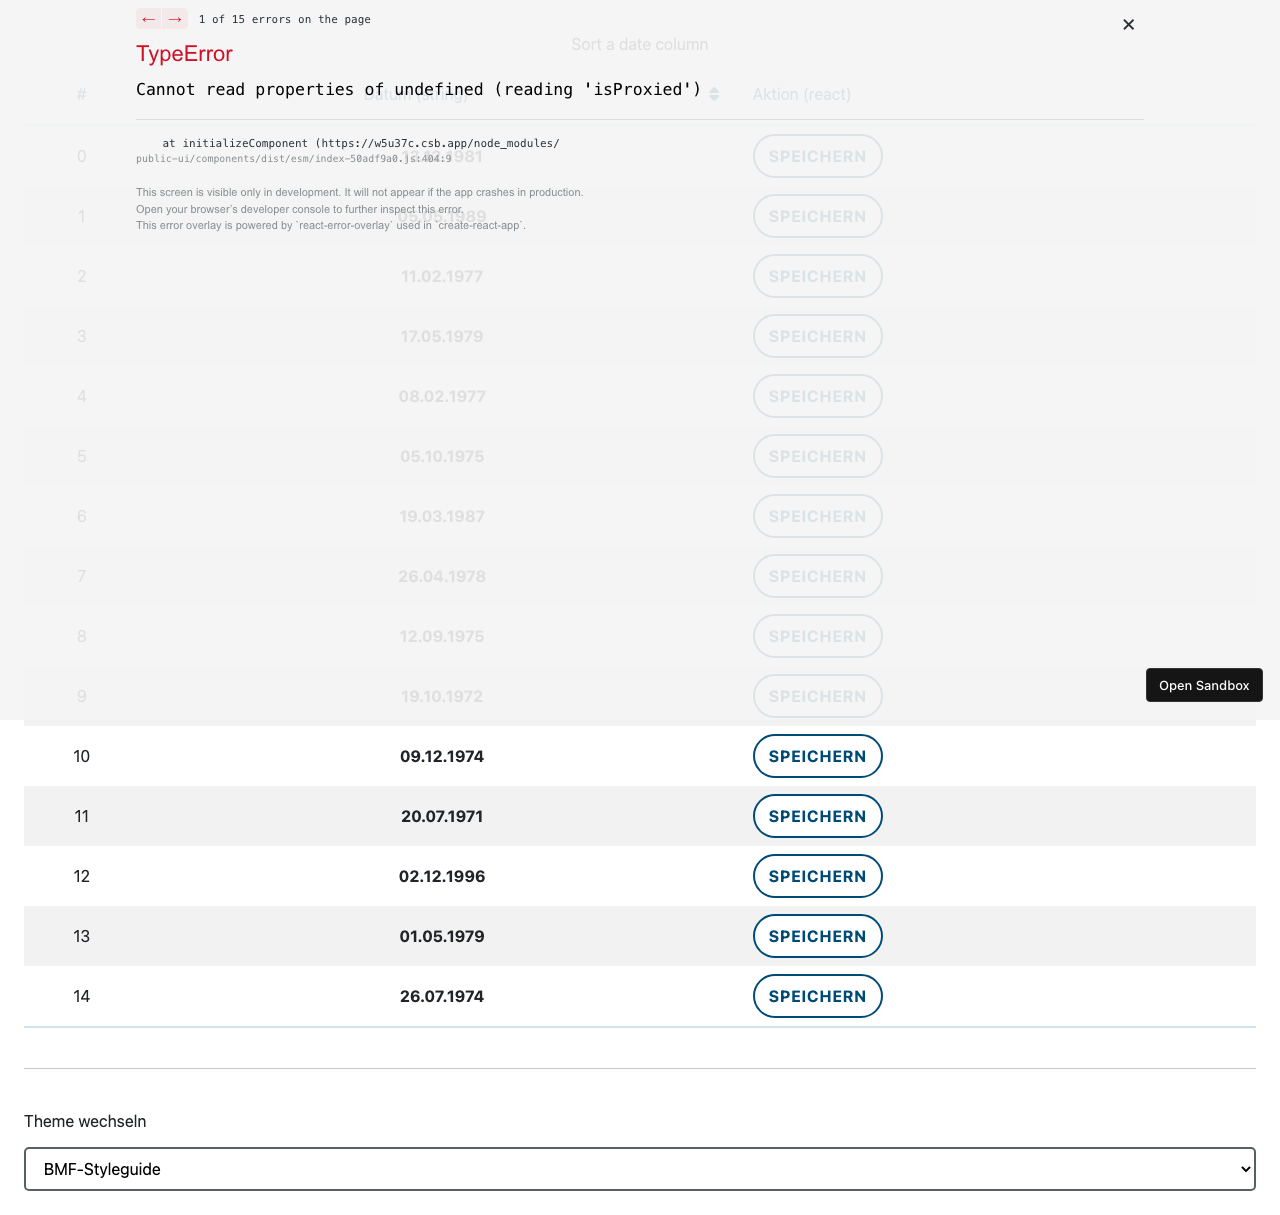 ← → 1 of 15 errors on the page
×
TypeError
Sort a date column
Cannot read properties of undefined (reading 'isProxied')
# Datum (string) Aktion (react)
at initializeComponent (https://w5u37c.csb.app/node_modules/
public-ui/components/dist/esm/index-50adf9a0.js:404:9
0 SPEICHERN
This screen is visible only in development. It will not appear if the app crashes in production.
Open your browser’s developer console to further inspect this error.
This error overlay is powered by `react-error-overlay` used in `create-react-app`.
1 05.05.1989 SPEICHERN
2 11.02.1977 SPEICHERN
3 17.05.1979 SPEICHERN
4 08.02.1977 SPEICHERN
5 05.10.1975 SPEICHERN
6 19.03.1987 SPEICHERN
7 26.04.1978 SPEICHERN
8 12.09.1975 SPEICHERN
9 19.10.1972 SPEICHERN
Open Sandbox
10 09.12.1974 SPEICHERN
11 20.07.1971 SPEICHERN
12 02.12.1996 SPEICHERN
13 01.05.1979 SPEICHERN
14 26.07.1974 SPEICHERN
Theme wechseln
BMF-Styleguide